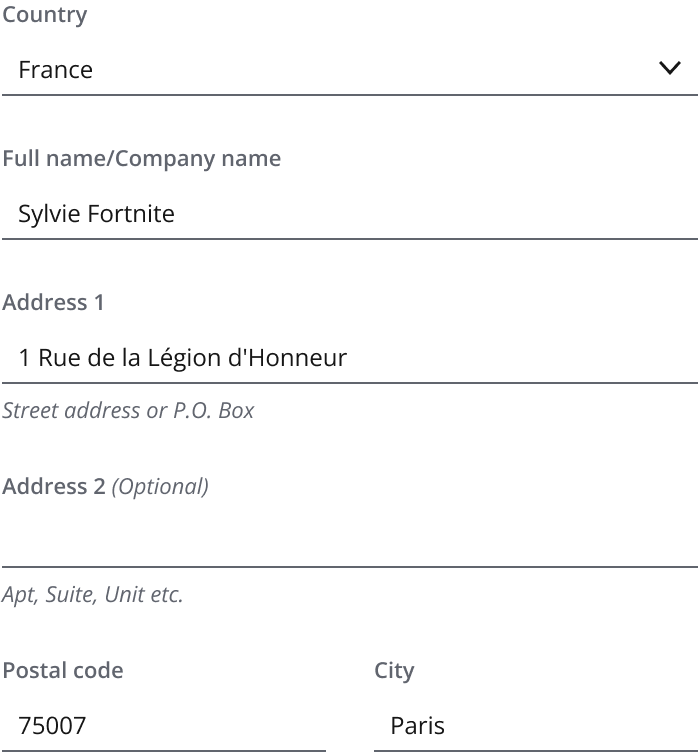 Country
France
Full name/Company name
Sylvie Fortnite
Address 1
1 Rue de la Légion d'Honneur
Street address or P.O. Box
Address 2 (Optional)
Apt, Suite, Unit etc.
Postal code City
75007 Paris